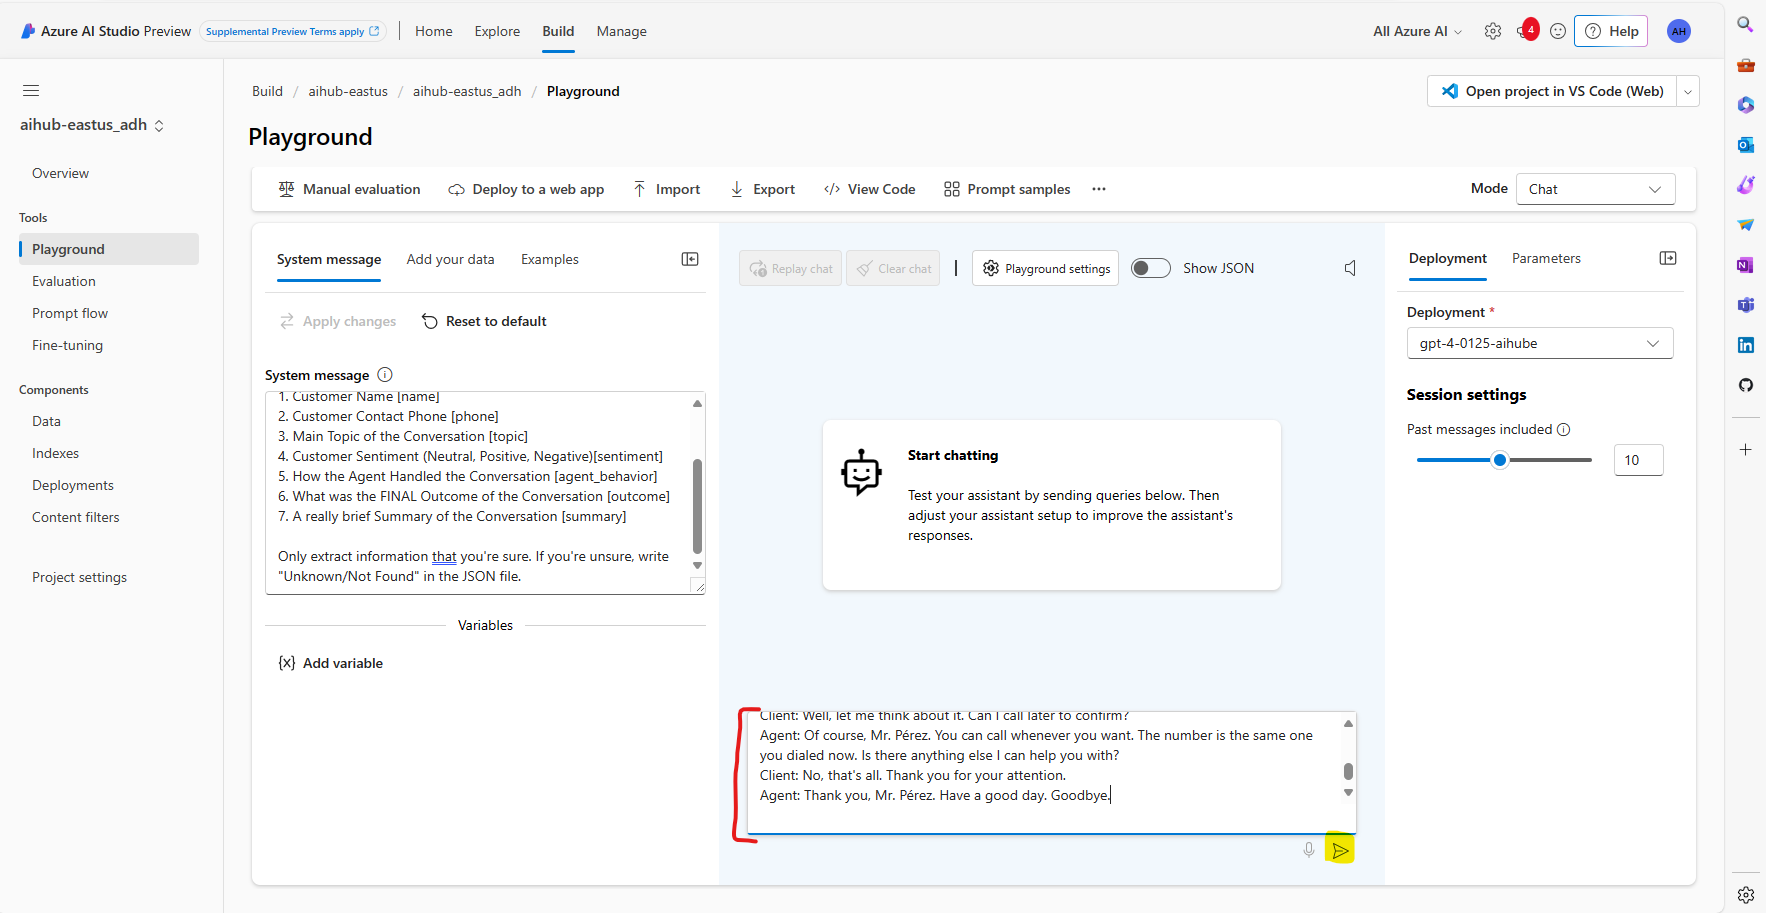 Azure AI Studio Preview
Supplemental Preview Terms apply
Home
Explore
Build
Manage
All Azure AI
4
Help
AH
aihub-eastus_adh
Overview
Tools
Playground
Evaluation
Prompt flow
Fine-tuning
Components
Data
Indexes
Deployments
Content filters
Project settings
Build / aihub-eastus / aihub-eastus_adh / Playground
Open project in VS Code (Web)
Playground
Manual evaluation
Deploy to a web app
Import
Export
View Code
Prompt samples
Mode
Chat
System message
Add your data
Examples
Apply changes
Reset to default
System message
1. Customer Name [name]
2. Customer Contact Phone [phone]
3. Main Topic of the Conversation [topic]
4. Customer Sentiment (Neutral, Positive, Negative)[sentiment]
5. How the Agent Handled the Conversation [agent_behavior]
6. What was the FINAL Outcome of the Conversation [outcome]
7. A really brief Summary of the Conversation [summary]
Only extract information that you're sure. If you're unsure, write
"Unknown/Not Found" in the JSON file.
Variables
{x} Add variable
Replay chat
Clear chat
Playground settings
Show JSON
Start chatting
Test your assistant by sending queries below. Then
adjust your assistant setup to improve the assistant's
responses.
Client: Well, let me think about it. Can I call later to confirm?
Agent: Of course, Mr. Pérez. You can call whenever you want. The number is the same one
you dialed now. Is there anything else I can help you with?
Client: No, that's all. Thank you for your attention.
Agent: Thank you, Mr. Pérez. Have a good day. Goodbye.
Deployment
Parameters
Deployment *
gpt-4-0125-aihube
Session settings
Past messages included
10